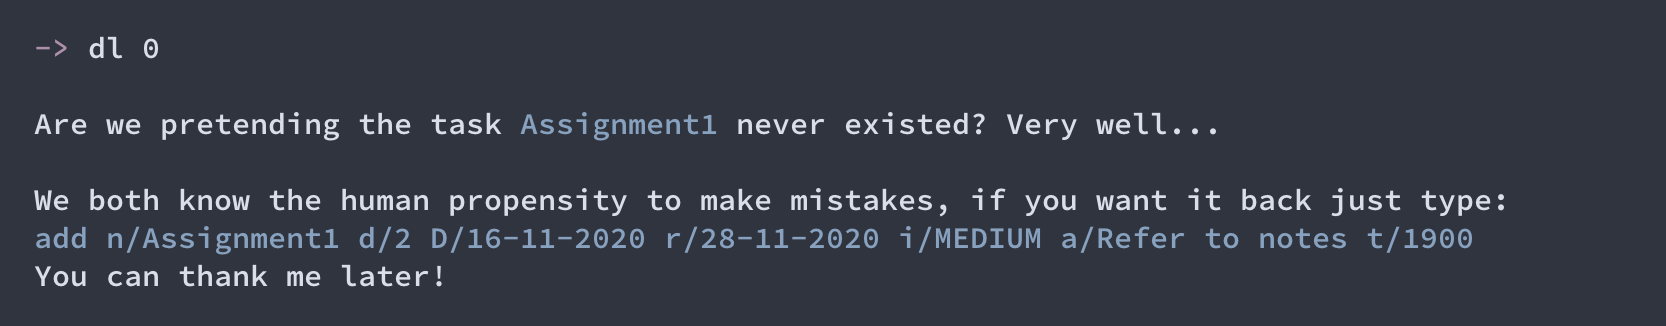 -> dl 0
Are we pretending the task Assignment1 never existed? Very well...
We both know the human propensity to make mistakes, if you want it back just type:
add n/Assignment1 d/2 D/16-11-2020 r/28-11-2020 i/MEDIUM a/Refer to notes t/1900
You can thank me later!